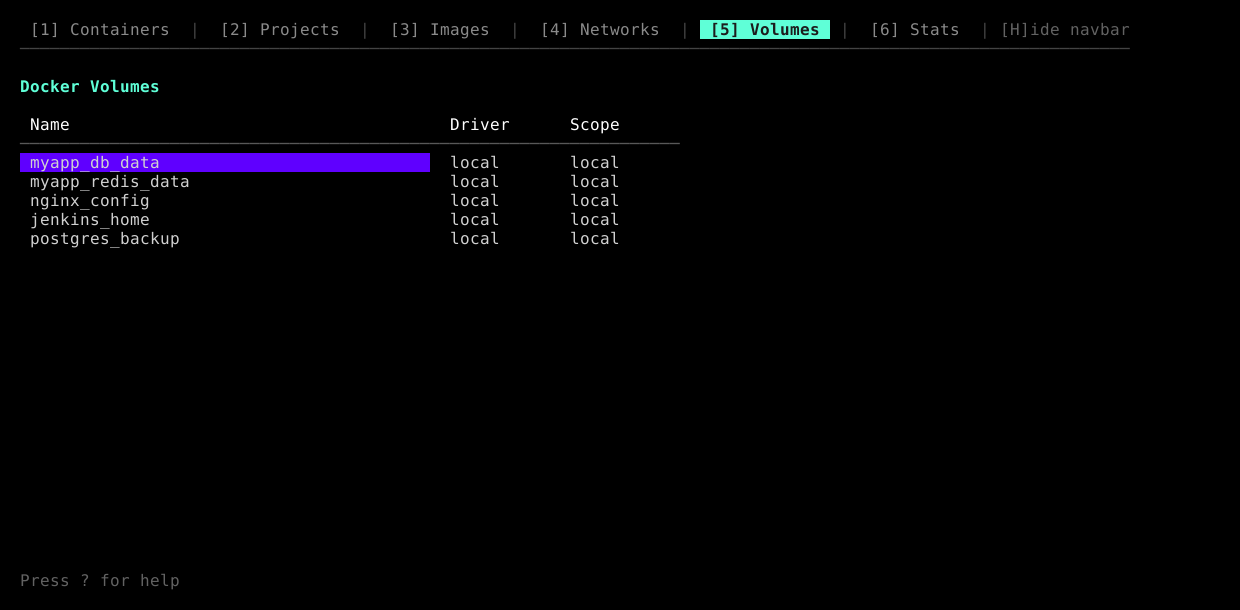 [1] Containers | [2] Projects | [3] Images | [4] Networks | [5] Volumes | [6] Stats | [H]ide navbar
Docker Volumes
Name Driver Scope
myapp_db_data local local
myapp_redis_data local local
nginx_config local local
jenkins_home local local
postgres_backup local local
Press ? for help